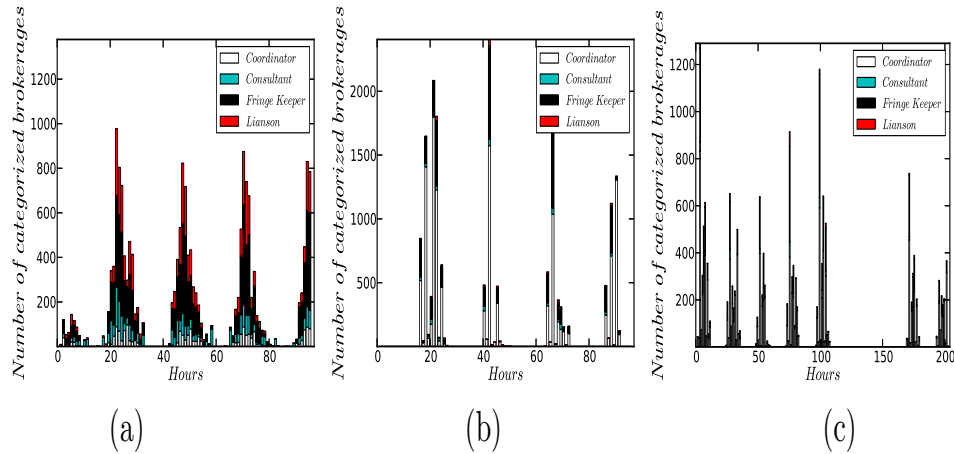 (a)
Number of categorized brokerages
1200
1000
800
600
400
200
0
20
40
60
80
Hours
Coordinator
Consultant
Fringe Keeper
Lianson
(b)
Number of categorized brokerages
2000
1500
1000
500
0
20
40
60
80
Hours
Coordinator
Consultant
Fringe Keeper
Lianson
(c)
Number of categorized brokerages
1200
1000
800
600
400
200
0
50
100
150
200
Hours
Coordinator
Consultant
Fringe Keeper
Lianson